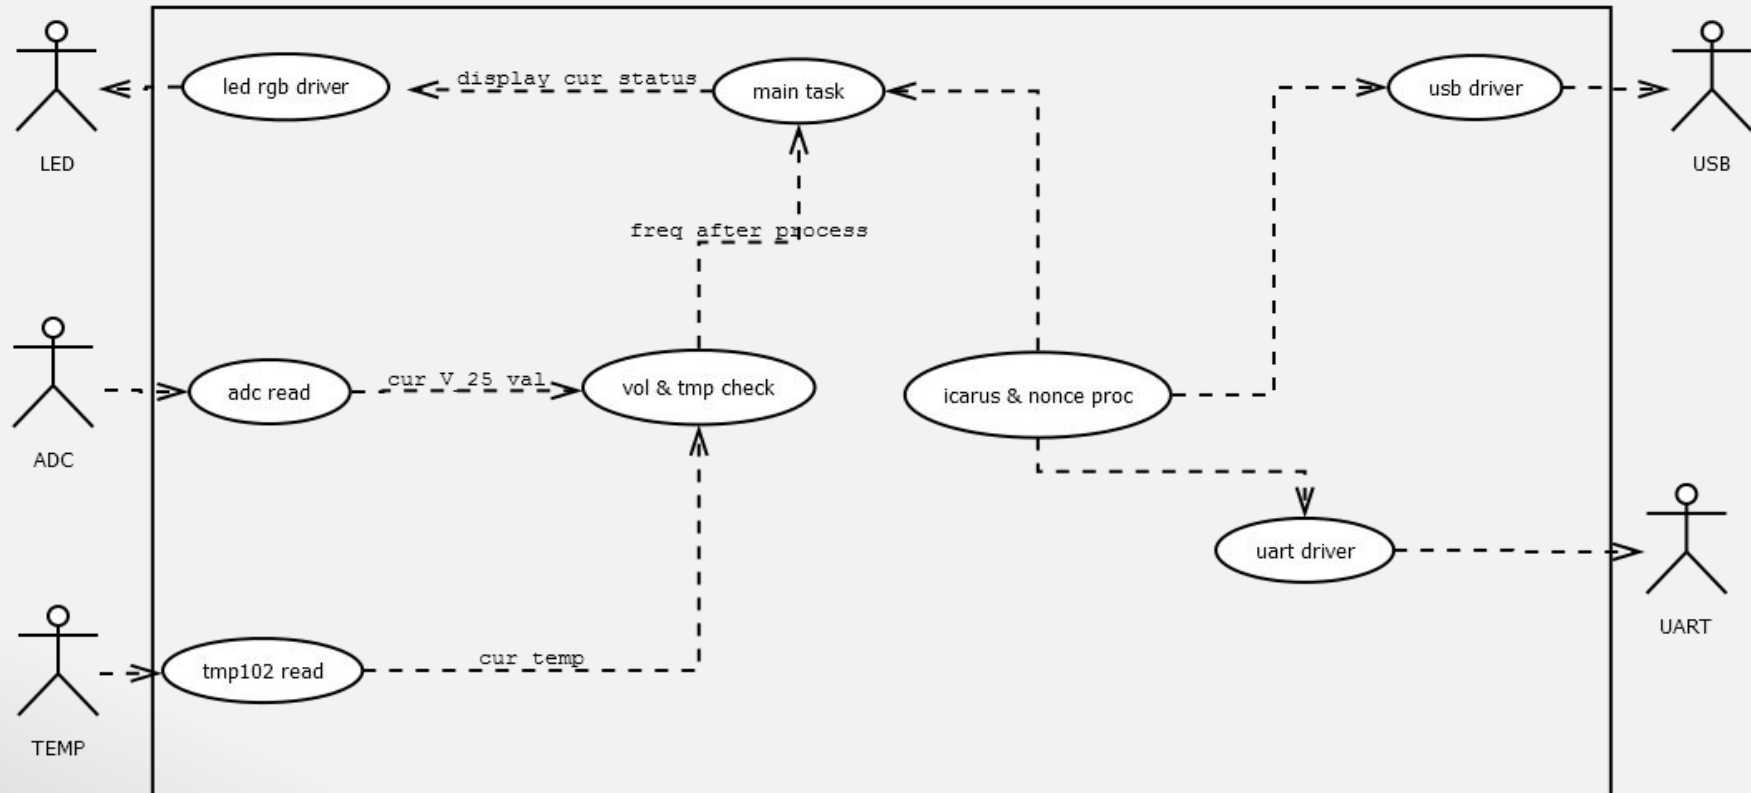 led rgb driver
display cur status
main task
usb driver
LED
USB
freq after process
adc read
cur V_25 val
vol & tmp check
icarus & nonce proc
ADC
uart driver
UART
tmp102 read
cur temp
TEMP